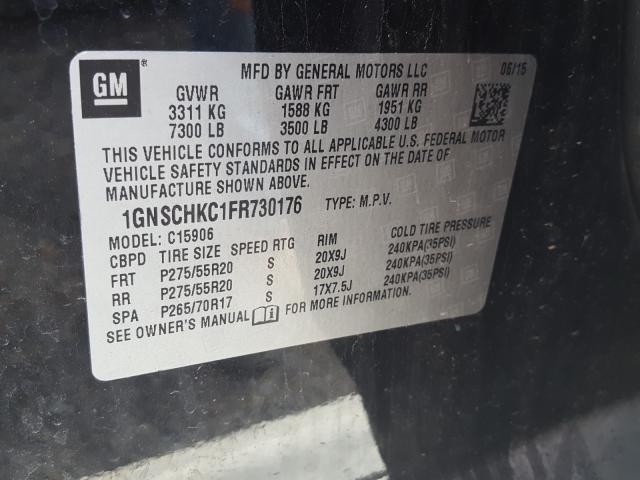 GM ®
MFD BY GENERAL MOTORS LLC 06/15
GVWR GAWR FRT GAWR RR
3311 KG 1588 KG 1951 KG
7300 LB 3500 LB 4300 LB
THIS VEHICLE CONFORMS TO ALL APPLICABLE U.S. FEDERAL MOTOR
VEHICLE SAFETY STANDARDS IN EFFECT ON THE DATE OF
MANUFACTURE SHOWN ABOVE.
1GNSCHKC1FR730176 TYPE: M.P.V.
MODEL: C15906
CBPD TIRE SIZE SPEED RTG RIM COLD TIRE PRESSURE
FRT P275/55R20 S 20X9J 240KPA(35PSI)
RR P275/55R20 S 20X9J 240KPA(35PSI)
SPA P265/70R17 S 17X7.5J 240KPA(35PSI)
SEE OWNER'S MANUAL FOR MORE INFORMATION.